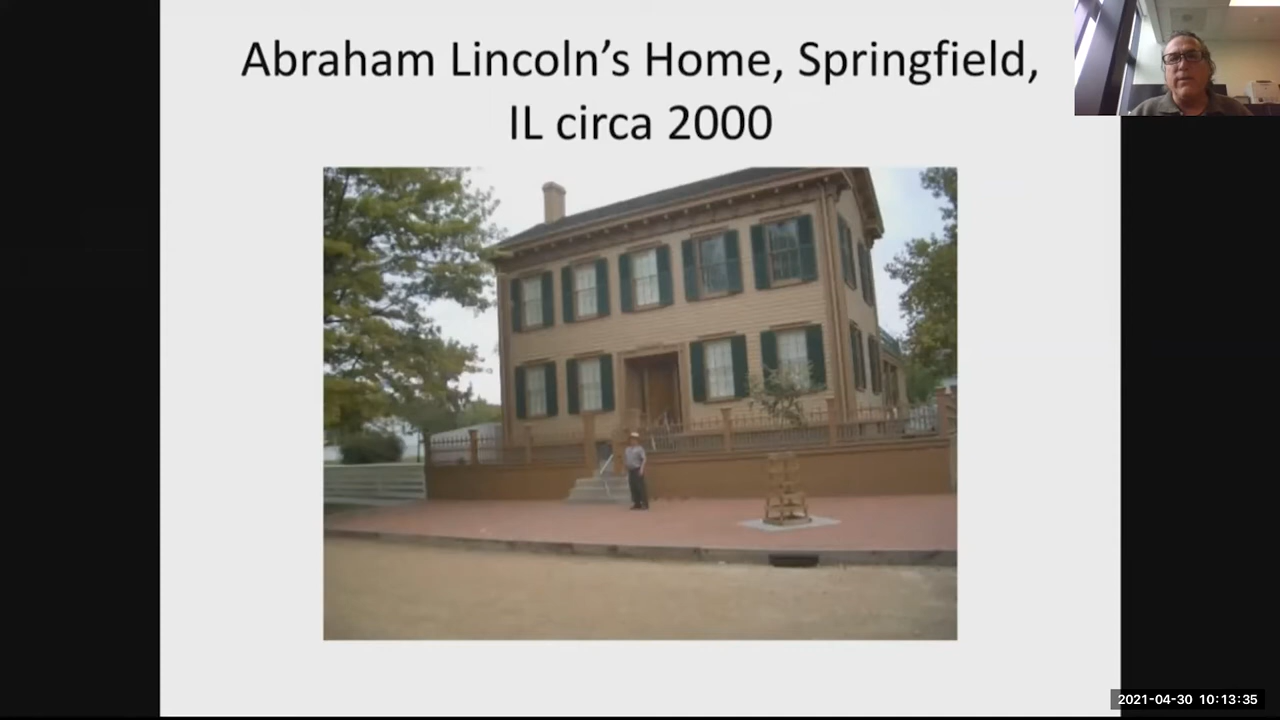 Abraham Lincoln’s Home, Springfield,
IL circa 2000
2021-04-30 10:13:35